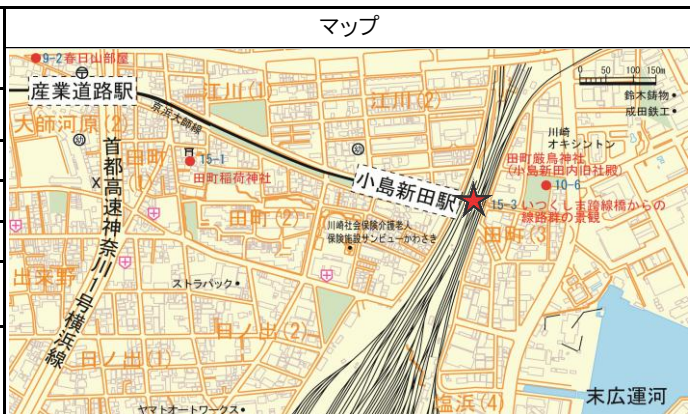 マップ
9-2 春日山部屋
産業道路駅
京浜大師線
江川(1)
江川(2)
0 50 100 150m
鈴木鋳物
成田鉄工
大師河原(2)
首都高速神奈川1号横浜線
田町
15-1
田町稲荷神社
小島新田駅
川崎
オキシントン
田町厳島神社
(小島新田内旧社殿)
10-6
15-3 いつくしま跨線橋からの
線路群の景観
田町(2)
田町(3)
川崎社会保険介護老人
保険施設サンビューかわさき
出来野
ストラパック
日ノ出(2)
日ノ出(1)
ヤマトオートワークス
塩浜(4)
末広運河